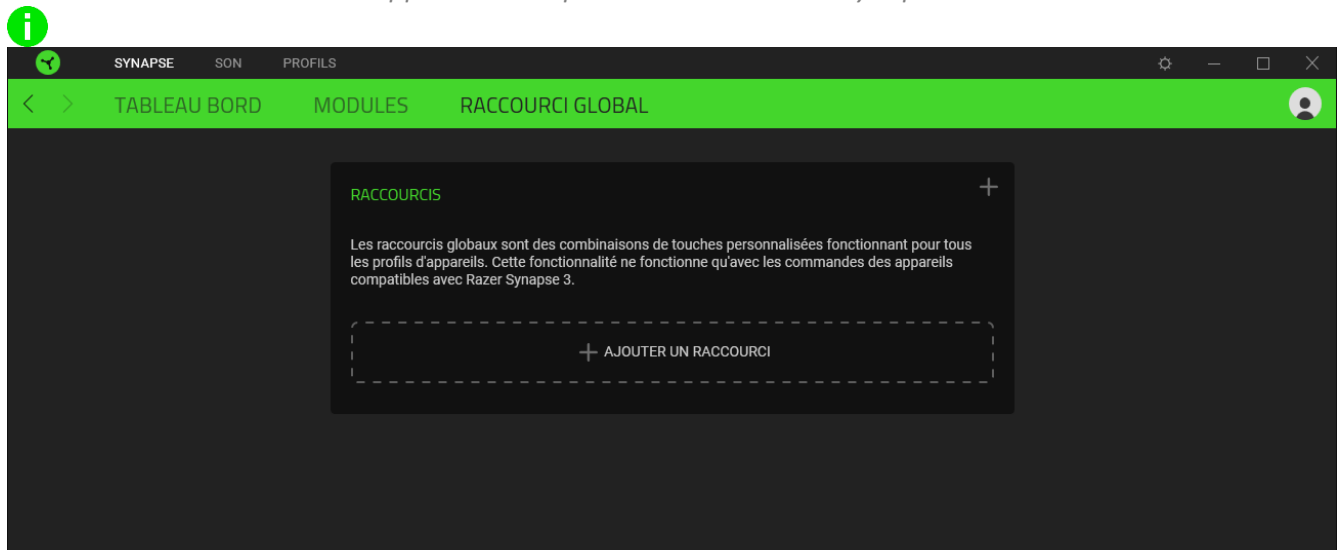 SYNAPSE SON PROFILS
TABLEAU BORD MODULES RACCOURCI GLOBAL
RACCOURCIS
Les raccourcis globaux sont des combinaisons de touches personnalisées fonctionnant pour tous
les profils d'appareils. Cette fonctionnalité ne fonctionne qu'avec les commandes des appareils
compatibles avec Razer Synapse 3.
AJOUTER UN RACCOURCI